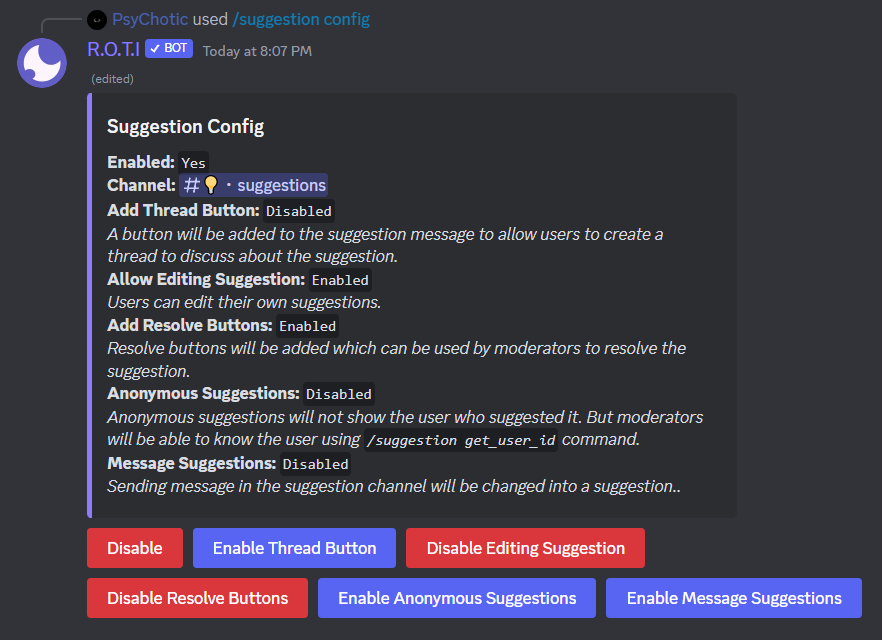 PsyChotic used /suggestion config
R.O.T.I ✓ BOT Today at 8:07 PM
(edited)
Suggestion Config
Enabled: Yes
Channel: #💡・suggestions
Add Thread Button: Disabled
A button will be added to the suggestion message to allow users to create a
thread to discuss about the suggestion.
Allow Editing Suggestion: Enabled
Users can edit their own suggestions.
Add Resolve Buttons: Enabled
Resolve buttons will be added which can be used by moderators to resolve the
suggestion.
Anonymous Suggestions: Disabled
Anonymous suggestions will not show the user who suggested it. But moderators
will be able to know the user using /suggestion get_user_id command.
Message Suggestions: Disabled
Sending message in the suggestion channel will be changed into a suggestion..
Disable Enable Thread Button Disable Editing Suggestion
Disable Resolve Buttons Enable Anonymous Suggestions Enable Message Suggestions